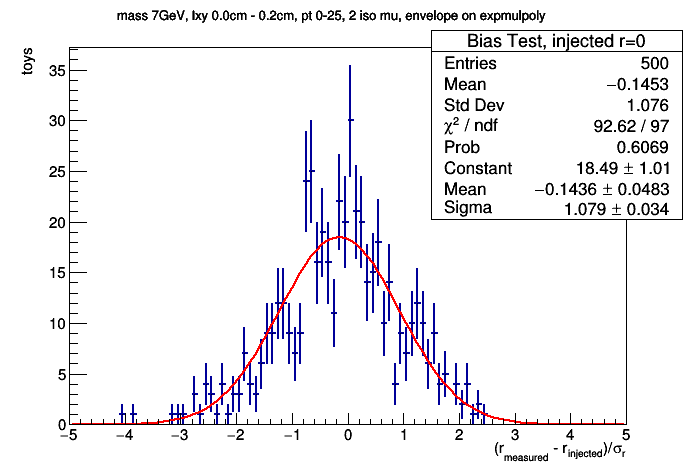 mass 7GeV, lxy 0.0cm - 0.2cm, pt 0-25, 2 iso mu, envelope on expmulpoly
Bias Test, injected r=0
Entries 500
Mean −0.1453
Std Dev 1.076
χ² / ndf 92.62 / 97
Prob 0.6069
Constant 18.49 ± 1.01
Mean −0.1436 ± 0.0483
Sigma 1.079 ± 0.034
toys
35
30
25
20
15
10
5
0
−5 −4 −3 −2 −1 0 1 2 3 4 5
(r_measured - r_injected)/σ_r